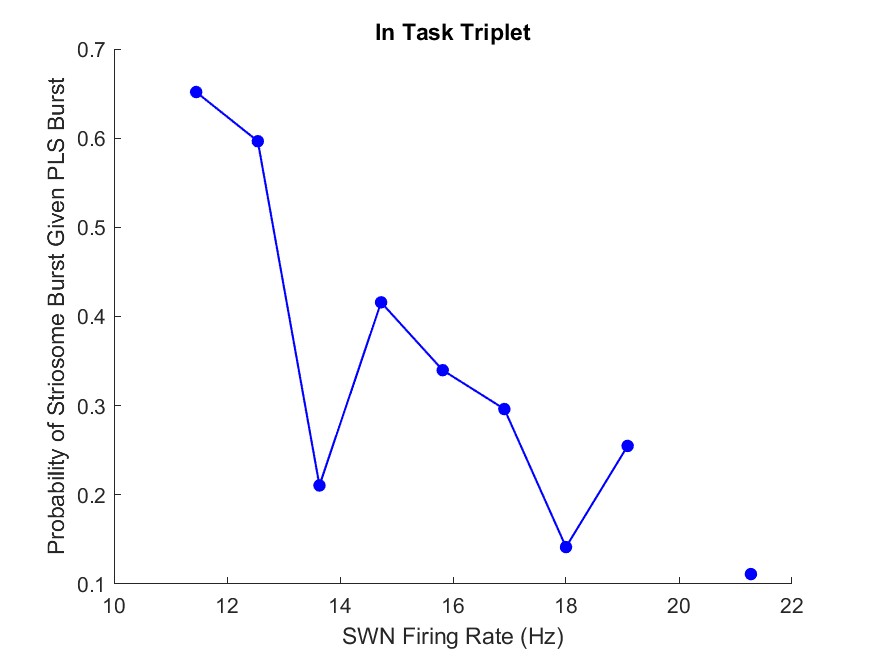 In Task Triplet
Probability of Striosome Burst Given PLS Burst
0.7
0.6
0.5
0.4
0.3
0.2
0.1
10 12 14 16 18 20 22
SWN Firing Rate (Hz)